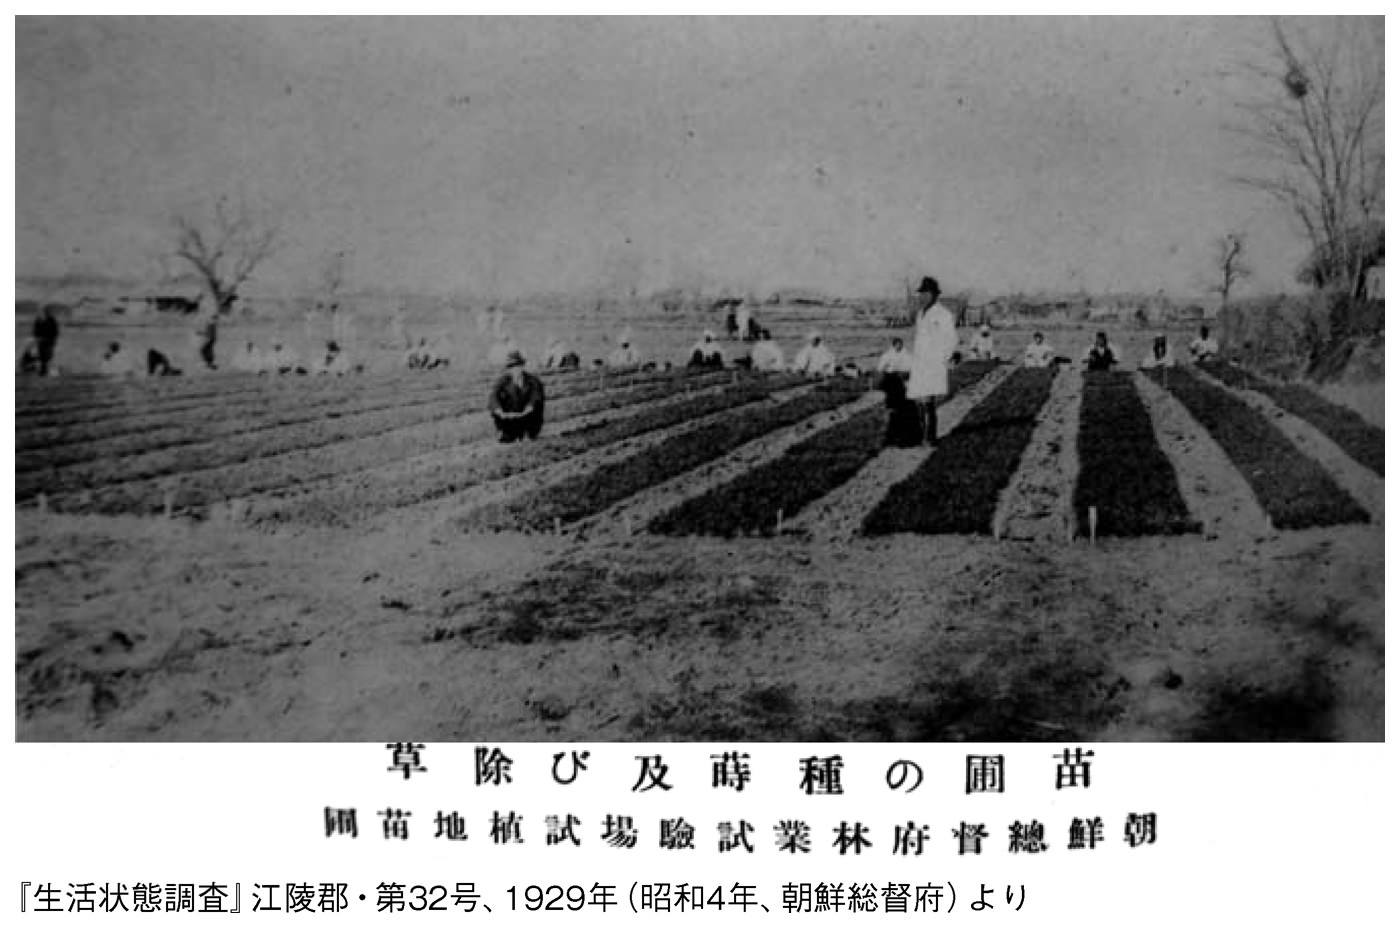 苗圃の種蒔及び除草
朝鮮總督府林業試驗場試植地苗圃
『生活状態調査』江陵郡・第32号、1929年（昭和4年、朝鮮総督府）より